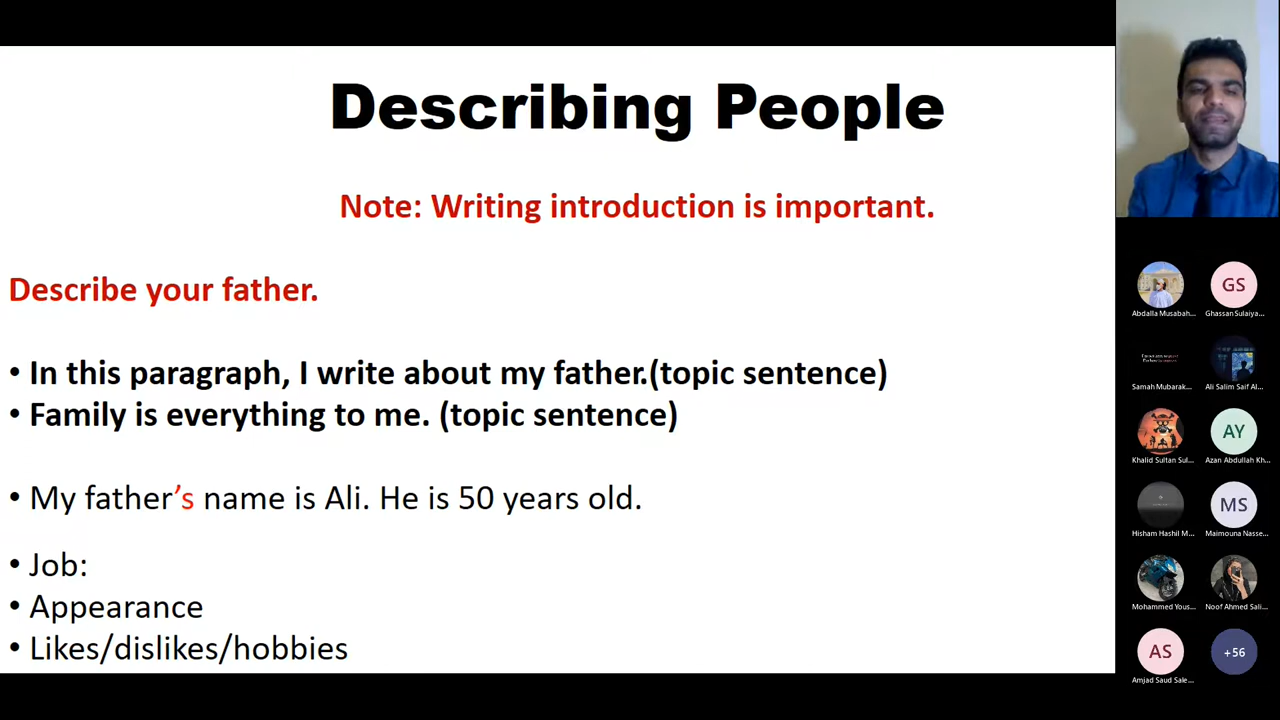 Describing People
Note: Writing introduction is important.
Describe your father.
• In this paragraph, I write about my father.(topic sentence)
• Family is everything to me. (topic sentence)
• My father’s name is Ali. He is 50 years old.
• Job:
• Appearance
• Likes/dislikes/hobbies
GS
Abdalla Musabah...
Ghassan Sulaiya...
Samah Mubarak...
Ali Salim Saif Al...
AY
Khalid Sultan Sul...
Azan Abdullah Kh...
MS
Hisham Hashil M...
Maimouna Nasse...
Mohammed Yous...
Noof Ahmed Sali...
AS
+56
Amjad Saud Sale...